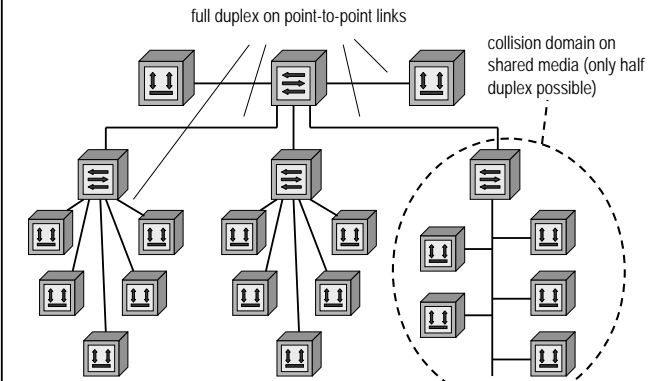 full duplex on point-to-point links
collision domain on
shared media (only half
duplex possible)